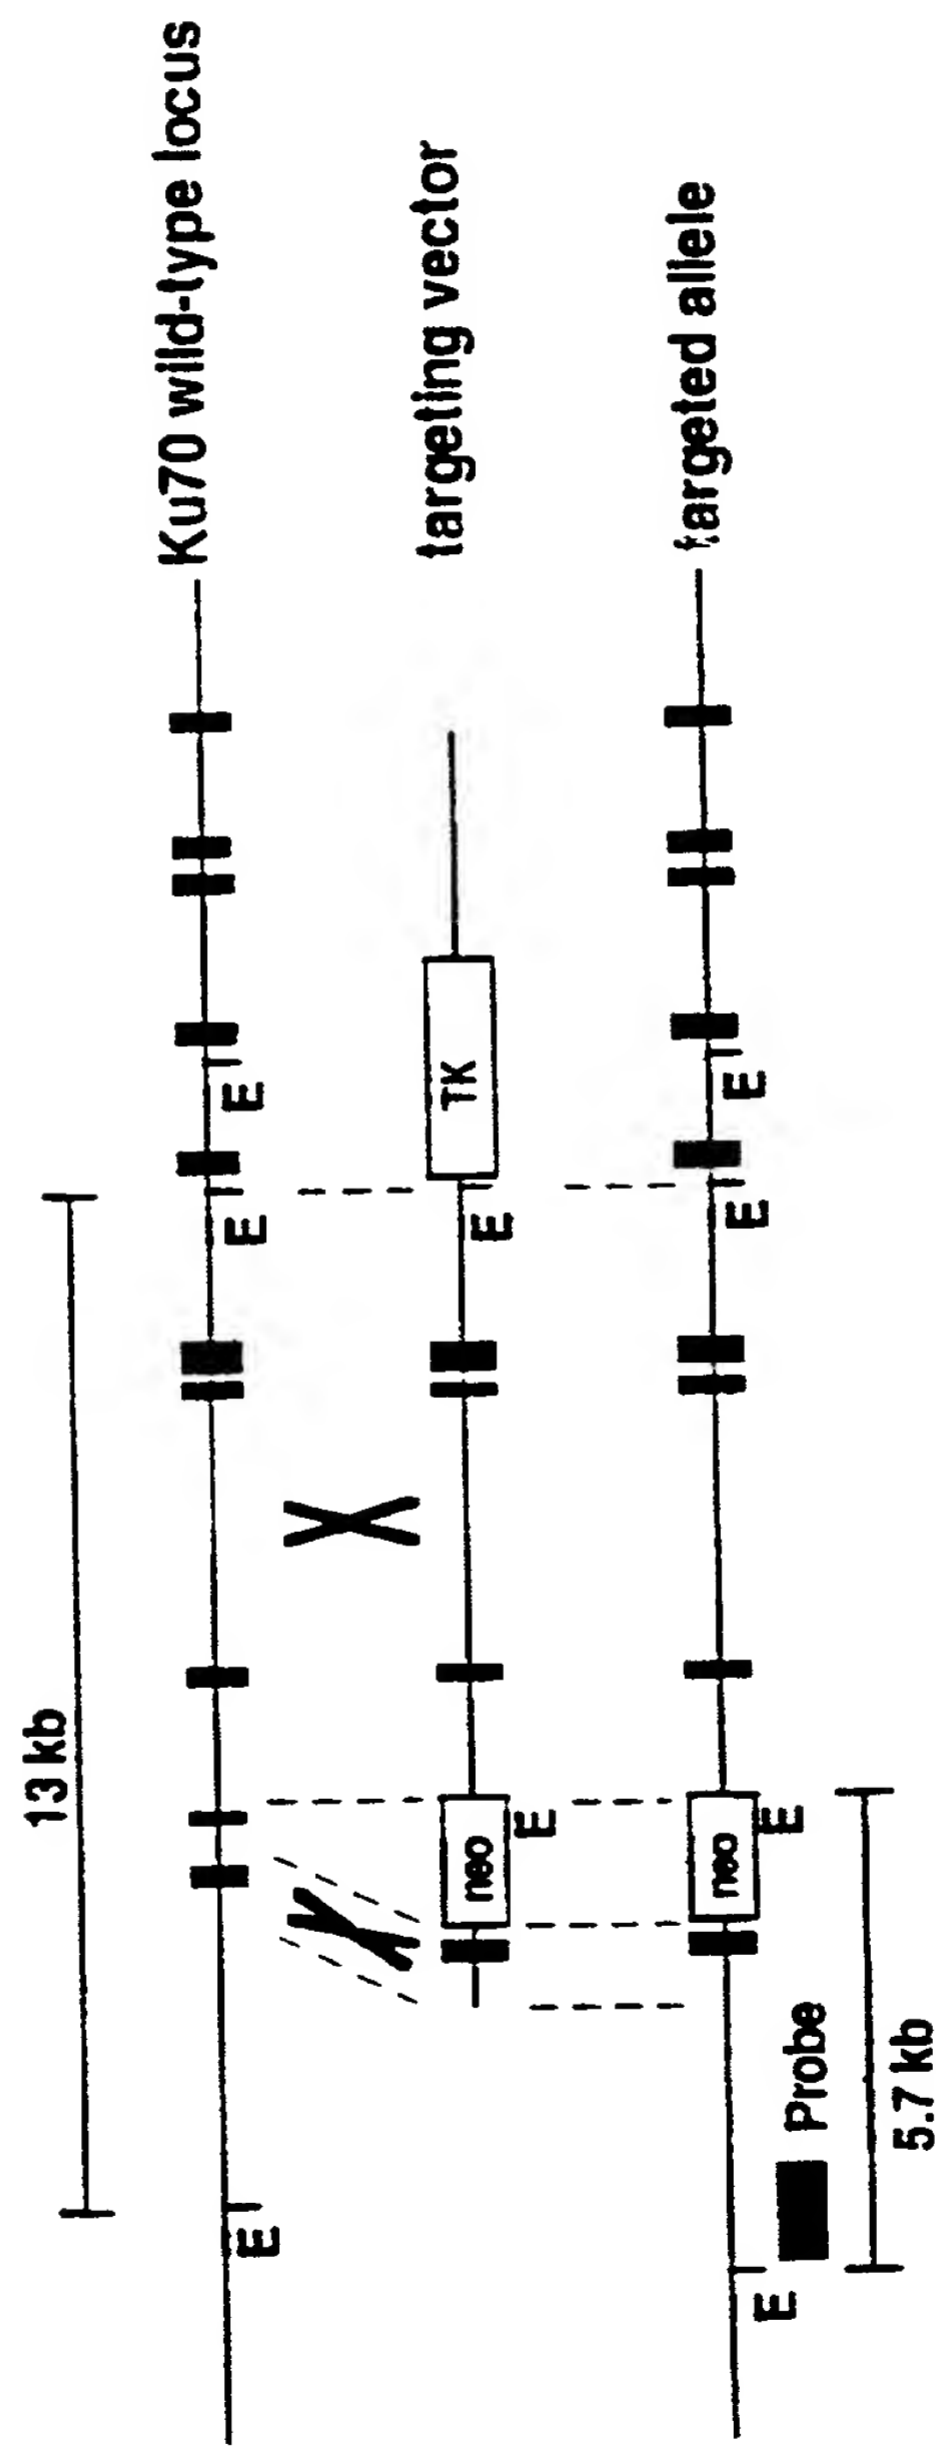 13 kb
E
E
E
Ku70 wild-type locus
neo
E
E
TK
targeting vector
E
neo
E
E
E
targeted allele
Probe
5.7 kb